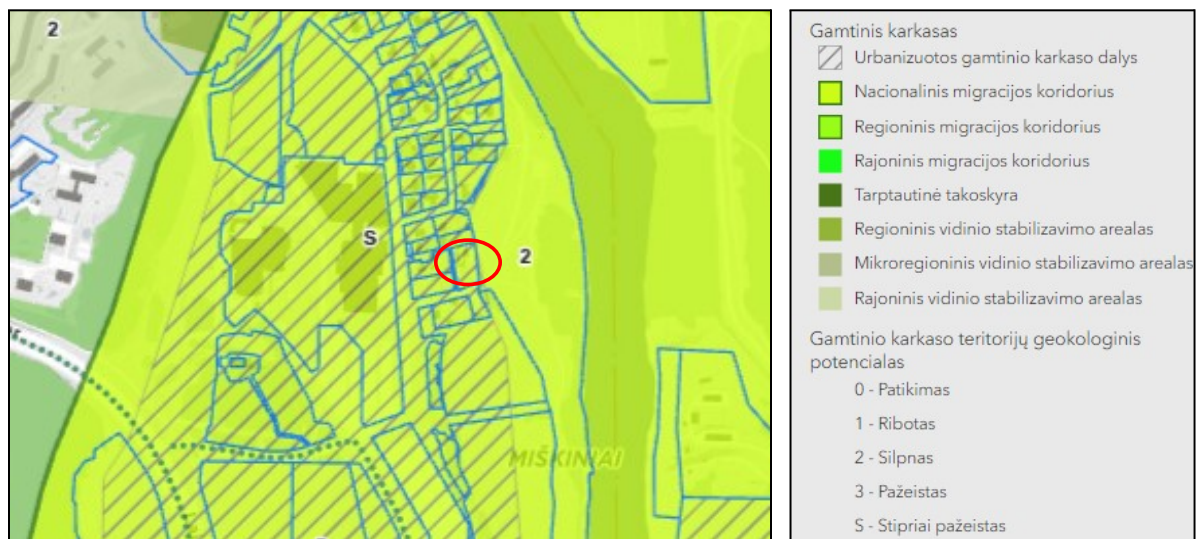 2
S
2
MIŠKINIAI
Gamtinis karkasas
Urbanizuotos gamtinio karkaso dalys
Nacionalinis migracijos koridorius
Regioninis migracijos koridorius
Rajoninis migracijos koridorius
Tarptautinė takoskyra
Regioninis vidinio stabilizavimo arealas
Mikroregioninis vidinio stabilizavimo arealas
Rajoninis vidinio stabilizavimo arealas
Gamtinio karkaso teritorijų geokologinis
potencialas
0 - Patikimas
1 - Ribotas
2 - Silpnas
3 - Pažeistas
S - Stipriai pažeistas